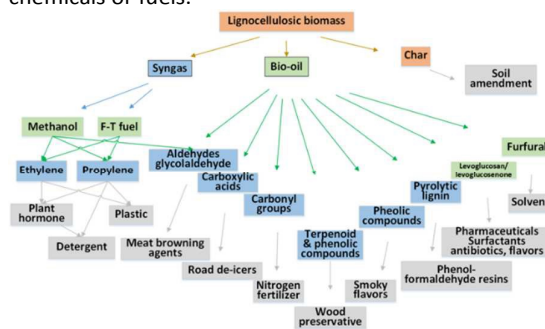 chemicals or fuels.
Lignocellulosic biomass
Syngas
Bio-oil
Char
Soil
amendment
Methanol
F-T fuel
Furfural
Aldehydes
glycolaldehyde
Ethylene
Propylene
Carboxylic
acids
Carbonyl
groups
Levoglucosan/
levoglucosenone
Pyrolytic
lignin
Pheolic
compounds
Terpenoid
& phenolic
compounds
Solven
Plant
hormone
Plastic
Detergent
Meat browning
agents
Road de-icers
Nitrogen
fertilizer
Wood
preservative
Smoky
flavors
Phenol-
formaldehyde resins
Pharmaceuticals
Surfactants
antibiotics, flavors